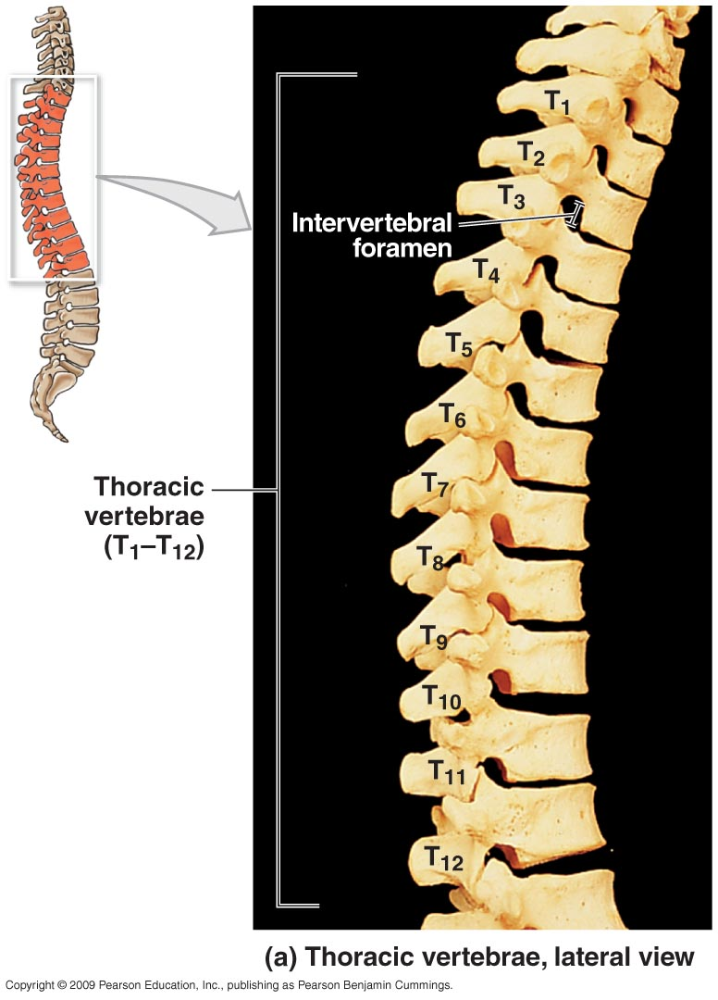 T1
T2
T3
Intervertebral
foramen
T4
T5
T6
Thoracic
vertebrae
(T1–T12)
T7
T8
T9
T10
T11
T12
(a) Thoracic vertebrae, lateral view
Copyright © 2009 Pearson Education, Inc., publishing as Pearson Benjamin Cummings.